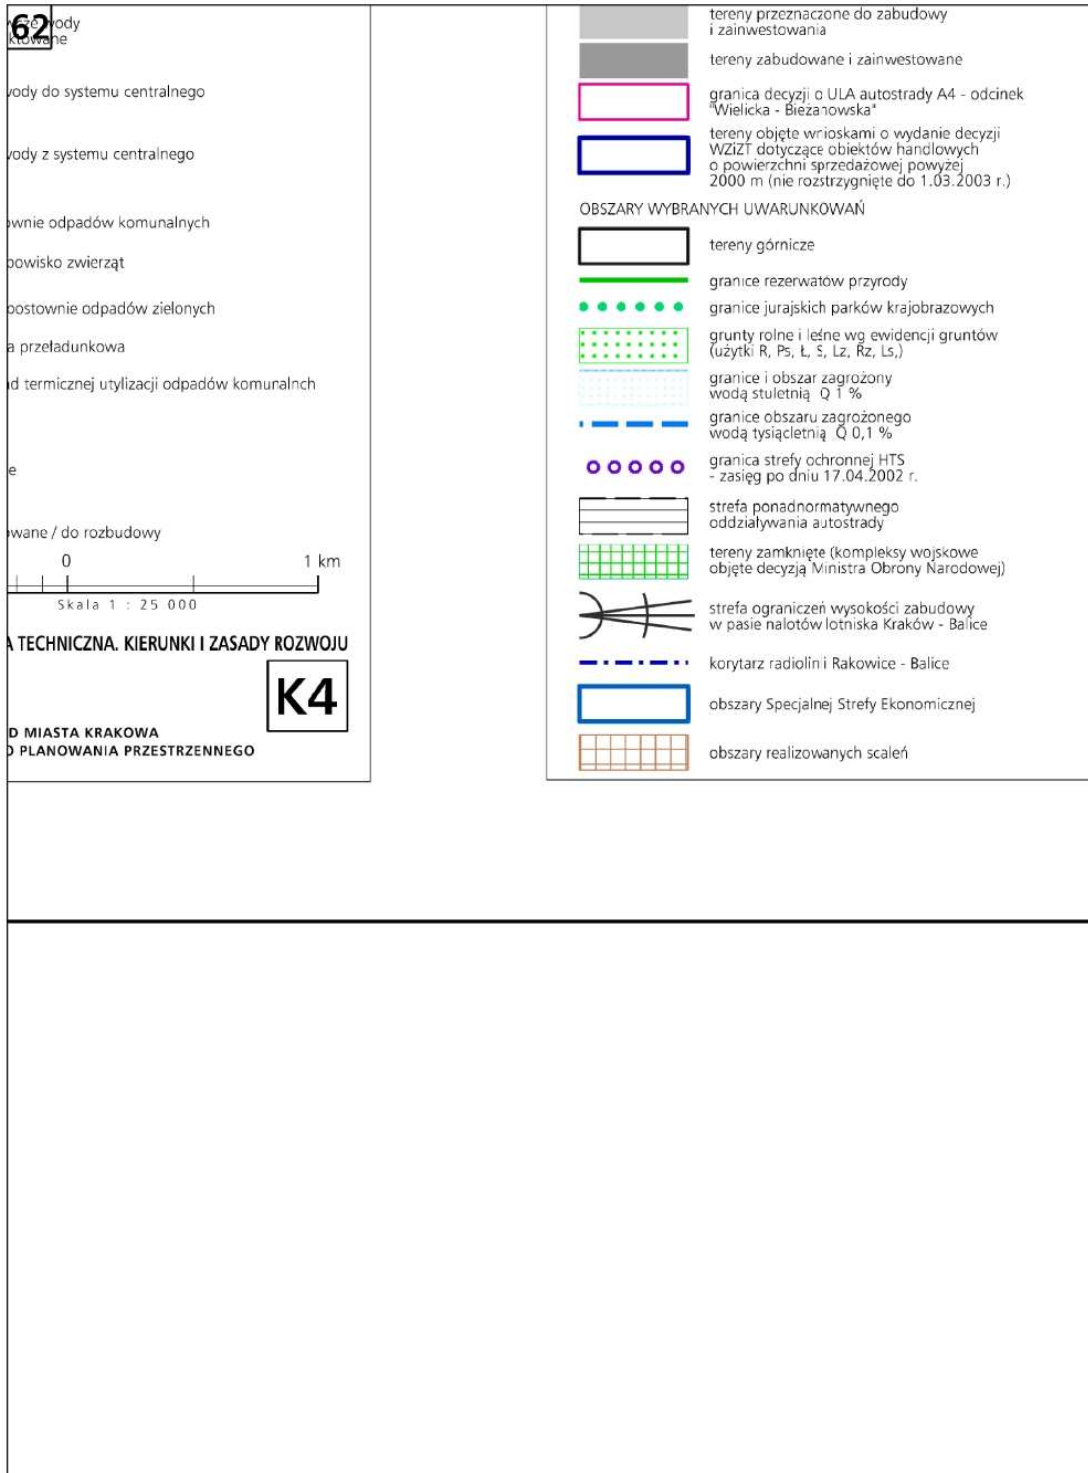 62
wody
ktowane
wody do systemu centralnego
wody z systemu centralnego
ownie odpadów komunalnych
bowisko zwierząt
postownie odpadów zielonych
a przeładunkowa
ad termicznej utylizacji odpadów komunalnch
e
owane / do rozbudowy
0 1 km
Skala 1 : 25 000
A TECHNICZNA. KIERUNKI I ZASADY ROZWOJU
K4
D MIASTA KRAKOWA
O PLANOWANIA PRZESTRZENNEGO
tereny przeznaczone do zabudowy
i zainwestowania
tereny zabudowane i zainwestowane
granica decyzji o ULA autostrady A4 - odcinek
"Wielicka - Bieżanowska"
tereny objęte wnioskami o wydanie decyzji
WZiZT dotyczące obiektów handlowych
o powierzchni sprzedażowej powyżej
2000 m (nie rozstrzygnięte do 1.03.2003 r.)
OBSZARY WYBRANYCH UWARUNKOWAŃ
tereny górnicze
granice rezerwatów przyrody
granice jurajskich parków krajobrazowych
grunty rolne i leśne wg ewidencji gruntów
(użytki R, Ps, Ł, S, Lz, Rz, Ls,)
granice i obszar zagrożony
wodą stuletnią Q 1 %
granice obszaru zagrożonego
wodą tysiącletnią Q 0,1 %
granica strefy ochronnej HTS
- zasięg po dniu 17.04.2002 r.
strefa ponadnormatywnego
oddziaływania autostrady
tereny zamknięte (kompleksy wojskowe
objęte decyzją Ministra Obrony Narodowej)
strefa ograniczeń wysokości zabudowy
w pasie nalotów lotniska Kraków - Balice
korytarz radiolinii Rakowice - Balice
obszary Specjalnej Strefy Ekonomicznej
obszary realizowanych scaleń